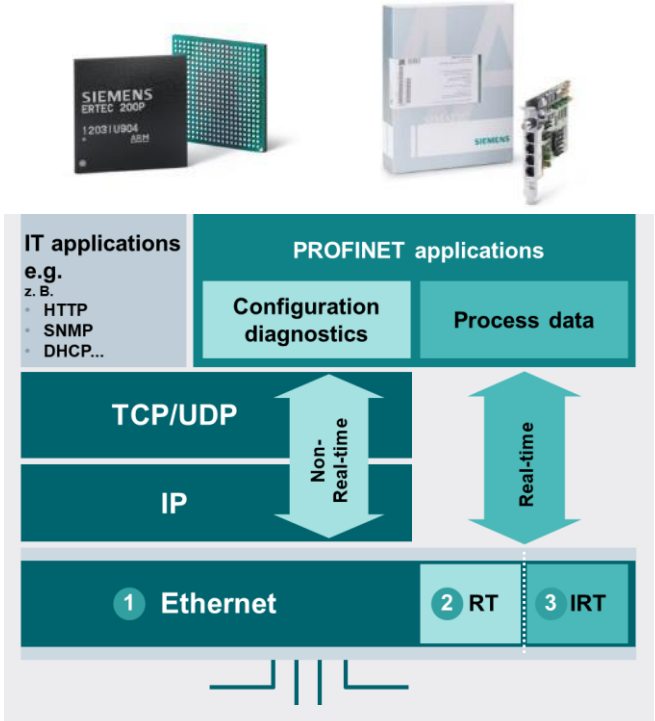 SIEMENS
ERTEC 200P
12031U904
ARM
SIEMENS
IT applications
e.g.
z. B.
• HTTP
• SNMP
• DHCP...
PROFINET applications
Configuration
diagnostics
Process data
TCP/UDP
IP
Non-
Real-time
Real-time
1 Ethernet
2 RT
3 IRT